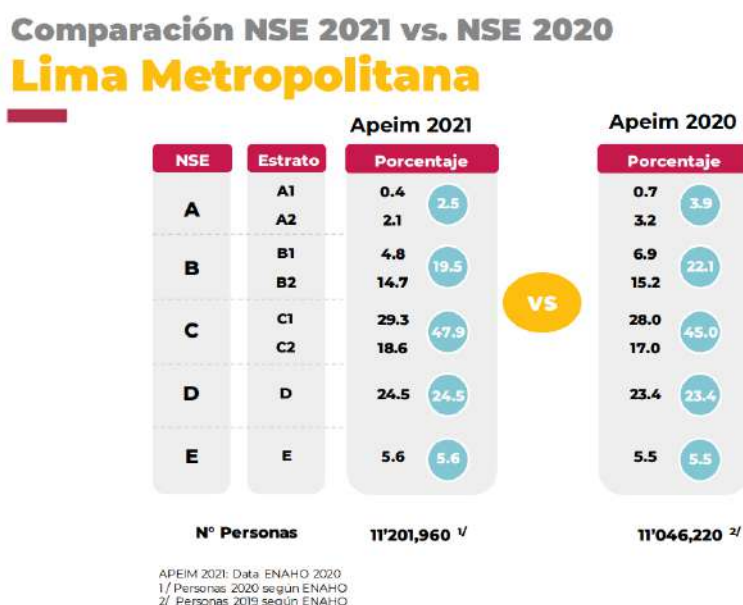 Comparación NSE 2021 vs. NSE 2020
Lima Metropolitana
Apeim 2021 Apeim 2020
NSE Estrato Porcentaje Porcentaje
A A1 0.4 2.5 0.7 3.9
A2 2.1 3.2
B B1 4.8 19.5 6.9 22.1
B2 14.7 15.2
vs
C C1 29.3 47.9 28.0 45.0
C2 18.6 17.0
D D 24.5 24.5 23.4 23.4
E E 5.6 5.6 5.5 5.5
N° Personas 11'201,960 1/ 11'046,220 2/
APEIM 2021: Data ENAHO 2020
1/ Personas 2020 según ENAHO
2/ Personas 2019 según ENAHO